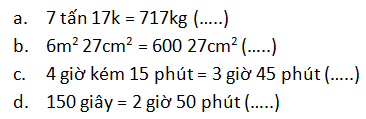 a. 7 tấn 17k = 717kg (.....)
b. 6m² 27cm² = 600 27cm² (.....)
c. 4 giờ kém 15 phút = 3 giờ 45 phút (.....)
d. 150 giây = 2 giờ 50 phút (.....)